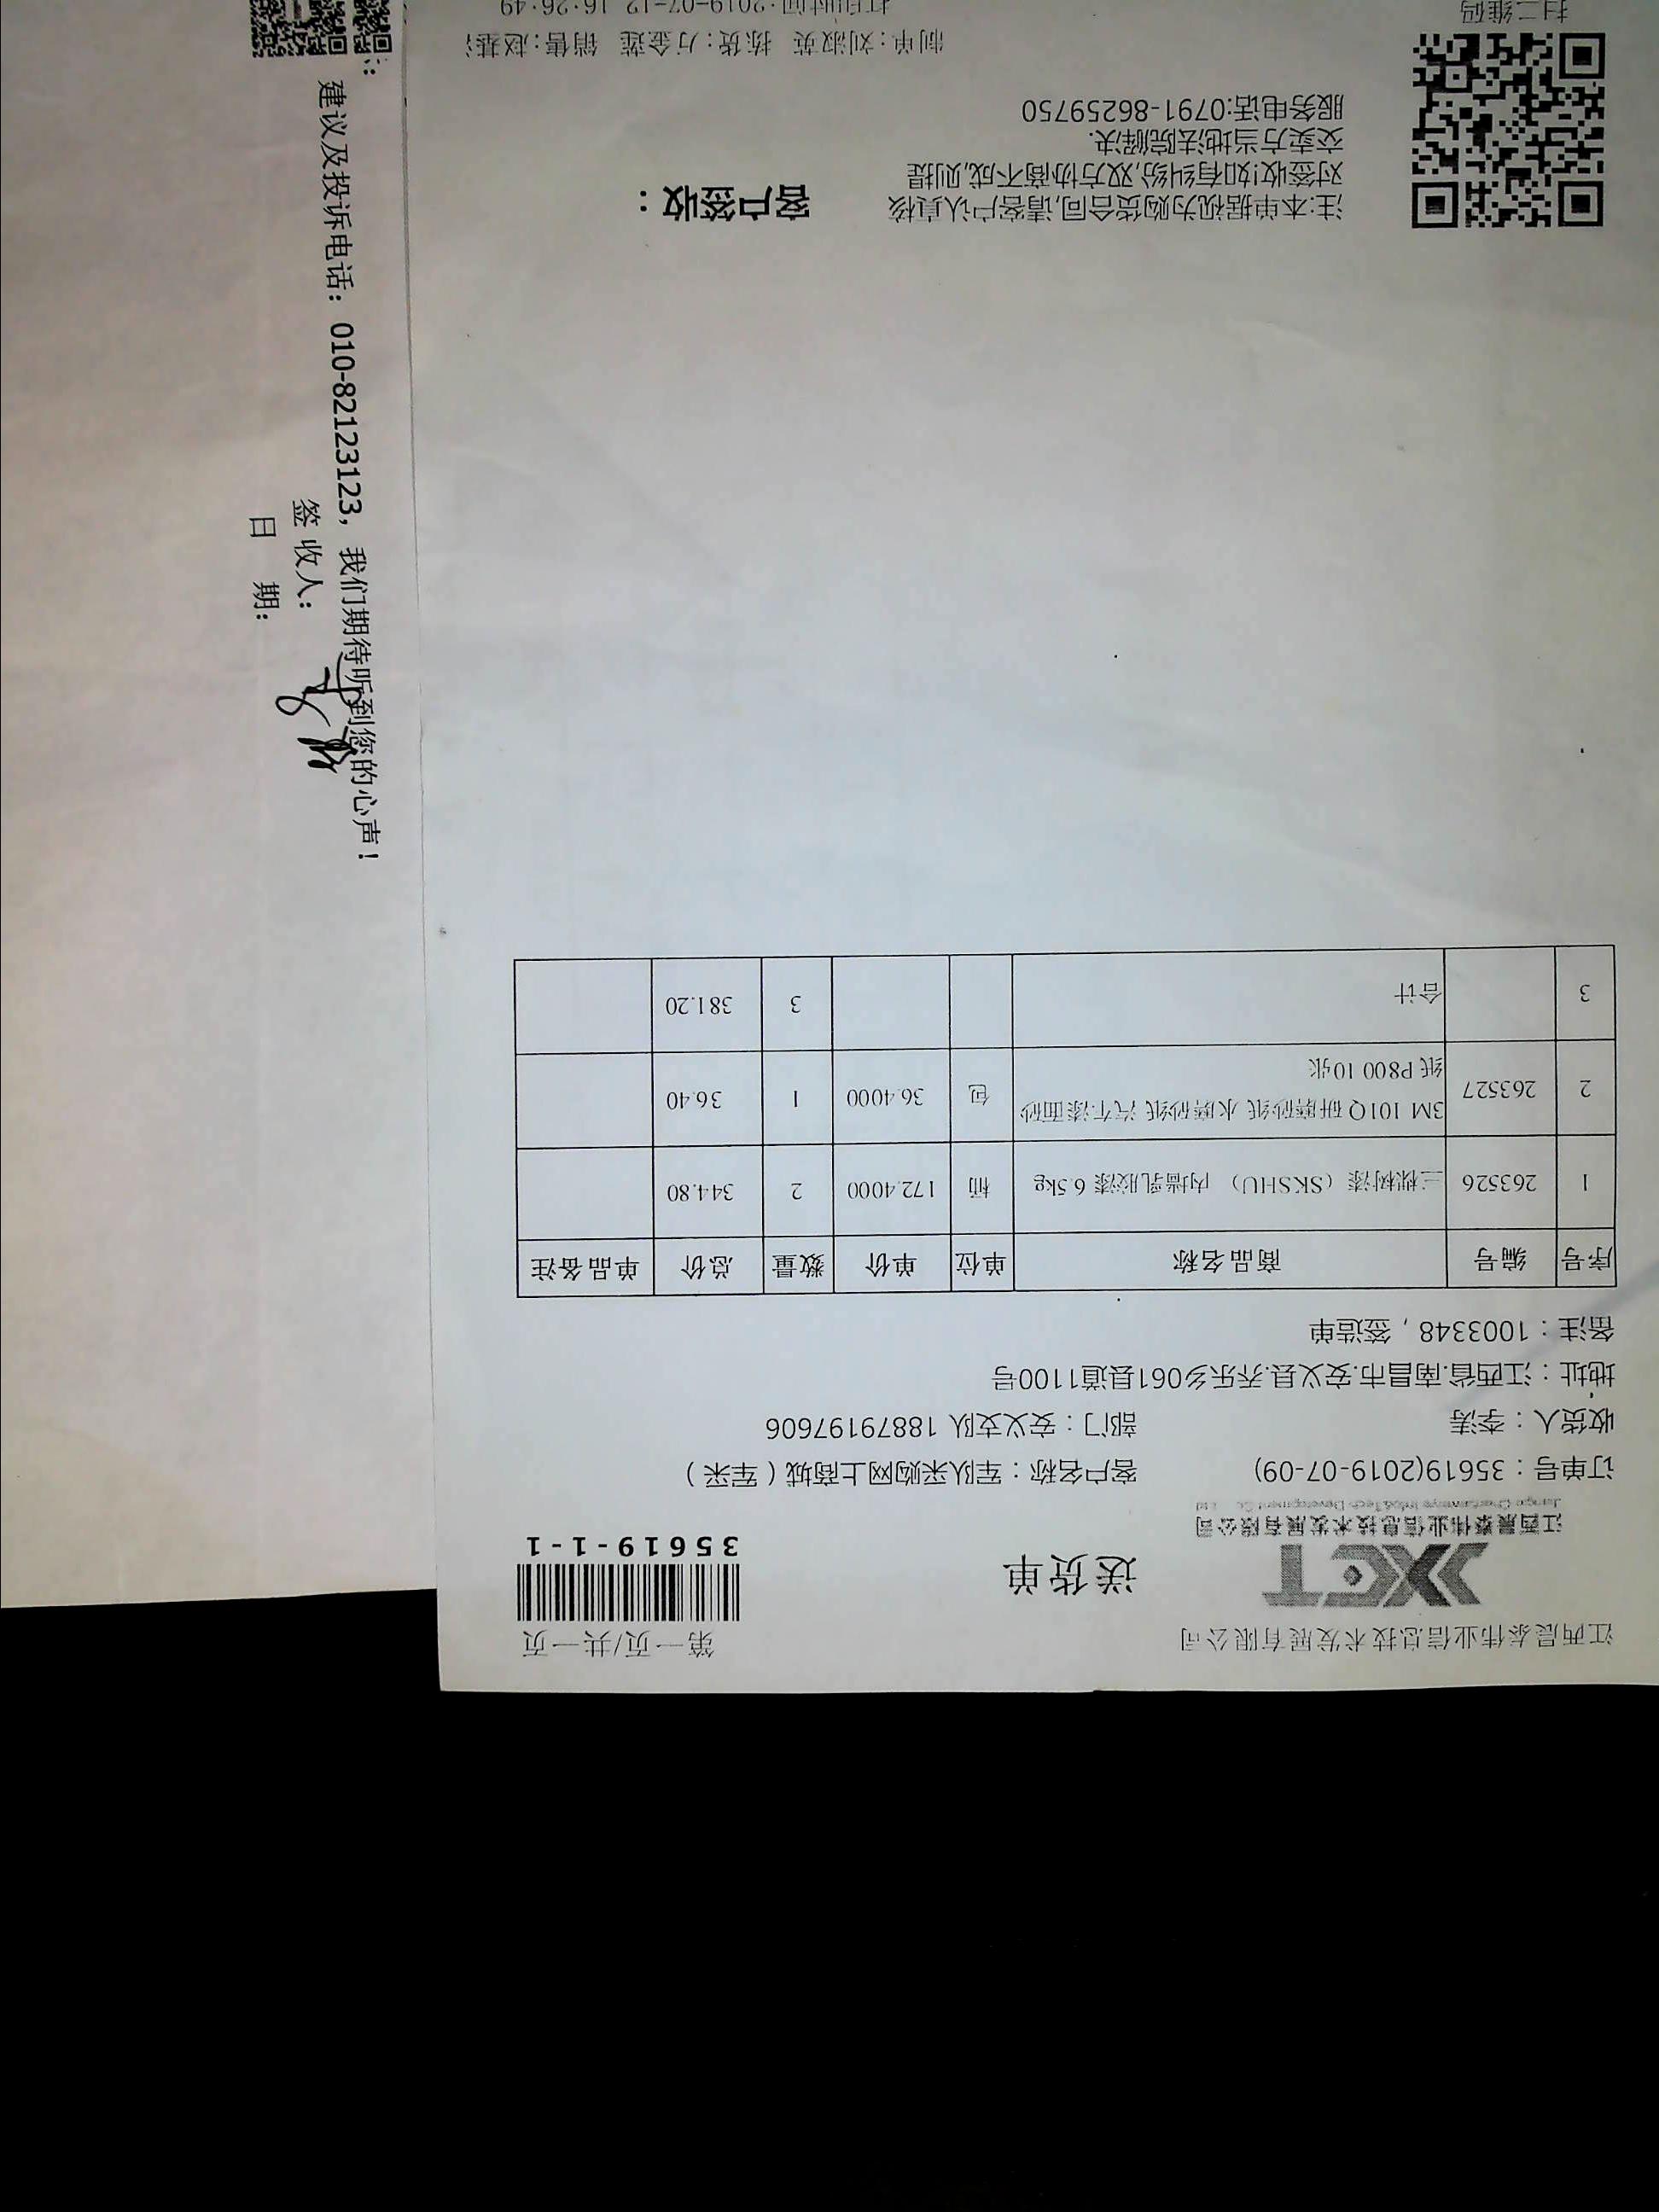 江西晨泰伟业信息技术发展有限公司
第一页/共一页
江西晨泰伟业信息技术发展有限公司
送货单
35619-1-1
订单号：35619(2019-07-09)
客户名称：军队采购网上商城（军采）
收货人：李涛
部门：安义支队 18879197606
地址：江西省.南昌市.安义县.乔乐乡061县道1100号
备注：1003348，签造单
序号 编号 商品名称 单位 单价 数量 总价 单品备注
1 263526 三棵树漆（SKSHU） 内墙乳胶漆 6.5kg 桶 172.4000 2 344.80
2 263527 3M 101Q 研磨砂纸 水磨砂纸 汽车漆面砂
纸 P800 10张 包 36.4000 1 36.40
3 合计 3 381.20
注:本单据视为购货合同,请客户认真核
对签收!如有纠纷,双方协商不成,则提
交卖方当地法院解决.
服务电话:0791-86259750
客户签收：
制单:刘淑英 拣货:万金莲 销售:赵基
打印时间:2019-07-12 16:26:49
扫二维码
建议及投诉电话：010-82123123，我们期待听到您的心声！
签 收人：
日 期：